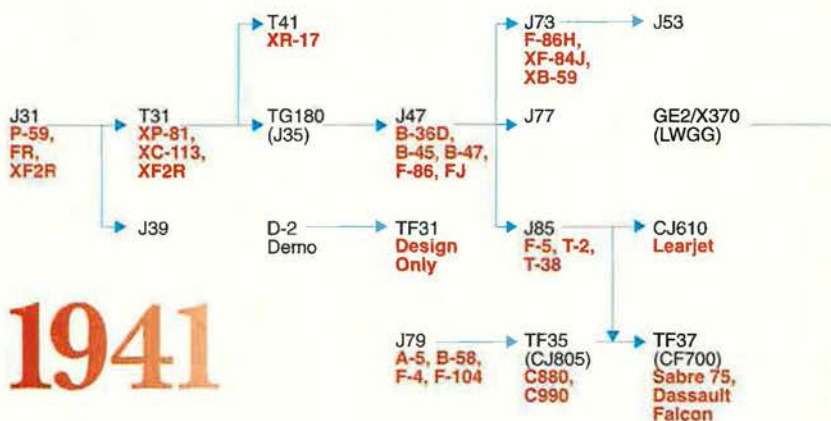 T41
XR-17
J73
F-86H,
XF-84J,
XB-59
J53
J31
P-59,
FR,
XF2R
T31
XP-81,
XC-113,
XF2R
TG180
(J35)
J47
B-36D,
B-45, B-47,
F-86, FJ
J77
GE2/X370
(LWGG)
J39
D-2
Demo
TF31
Design
Only
J85
F-5, T-2,
T-38
CJ610
Learjet
1941
J79
A-5, B-58,
F-4, F-104
TF35
(CJ805)
C880,
C990
TF37
(CF700)
Sabre 75,
Dassault
Falcon